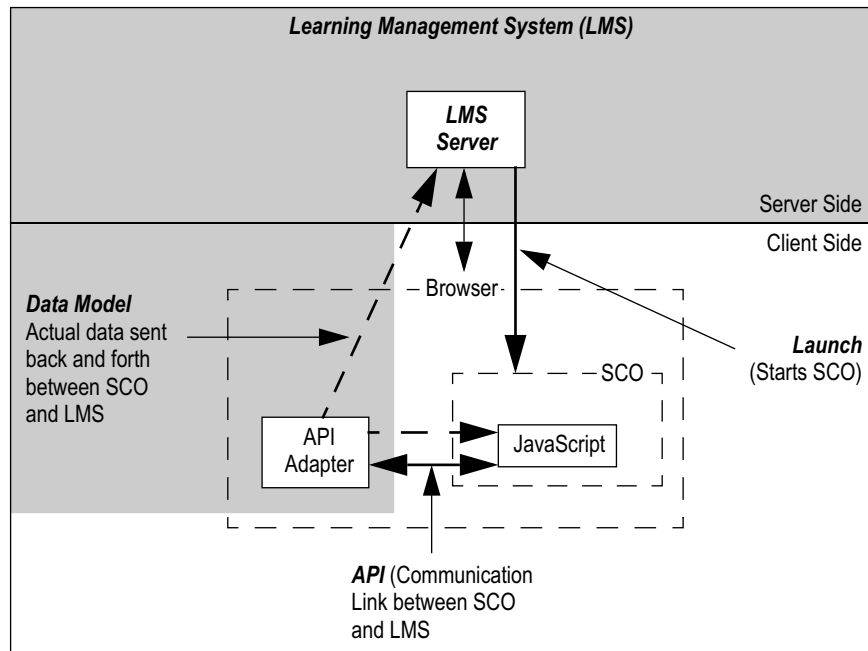 Learning Management System (LMS)
LMS
Server
Server Side
Client Side
Browser
Data Model
Actual data sent
back and forth
between SCO
and LMS
Launch
(Starts SCO)
SCO
API
Adapter
JavaScript
API (Communication
Link between SCO
and LMS